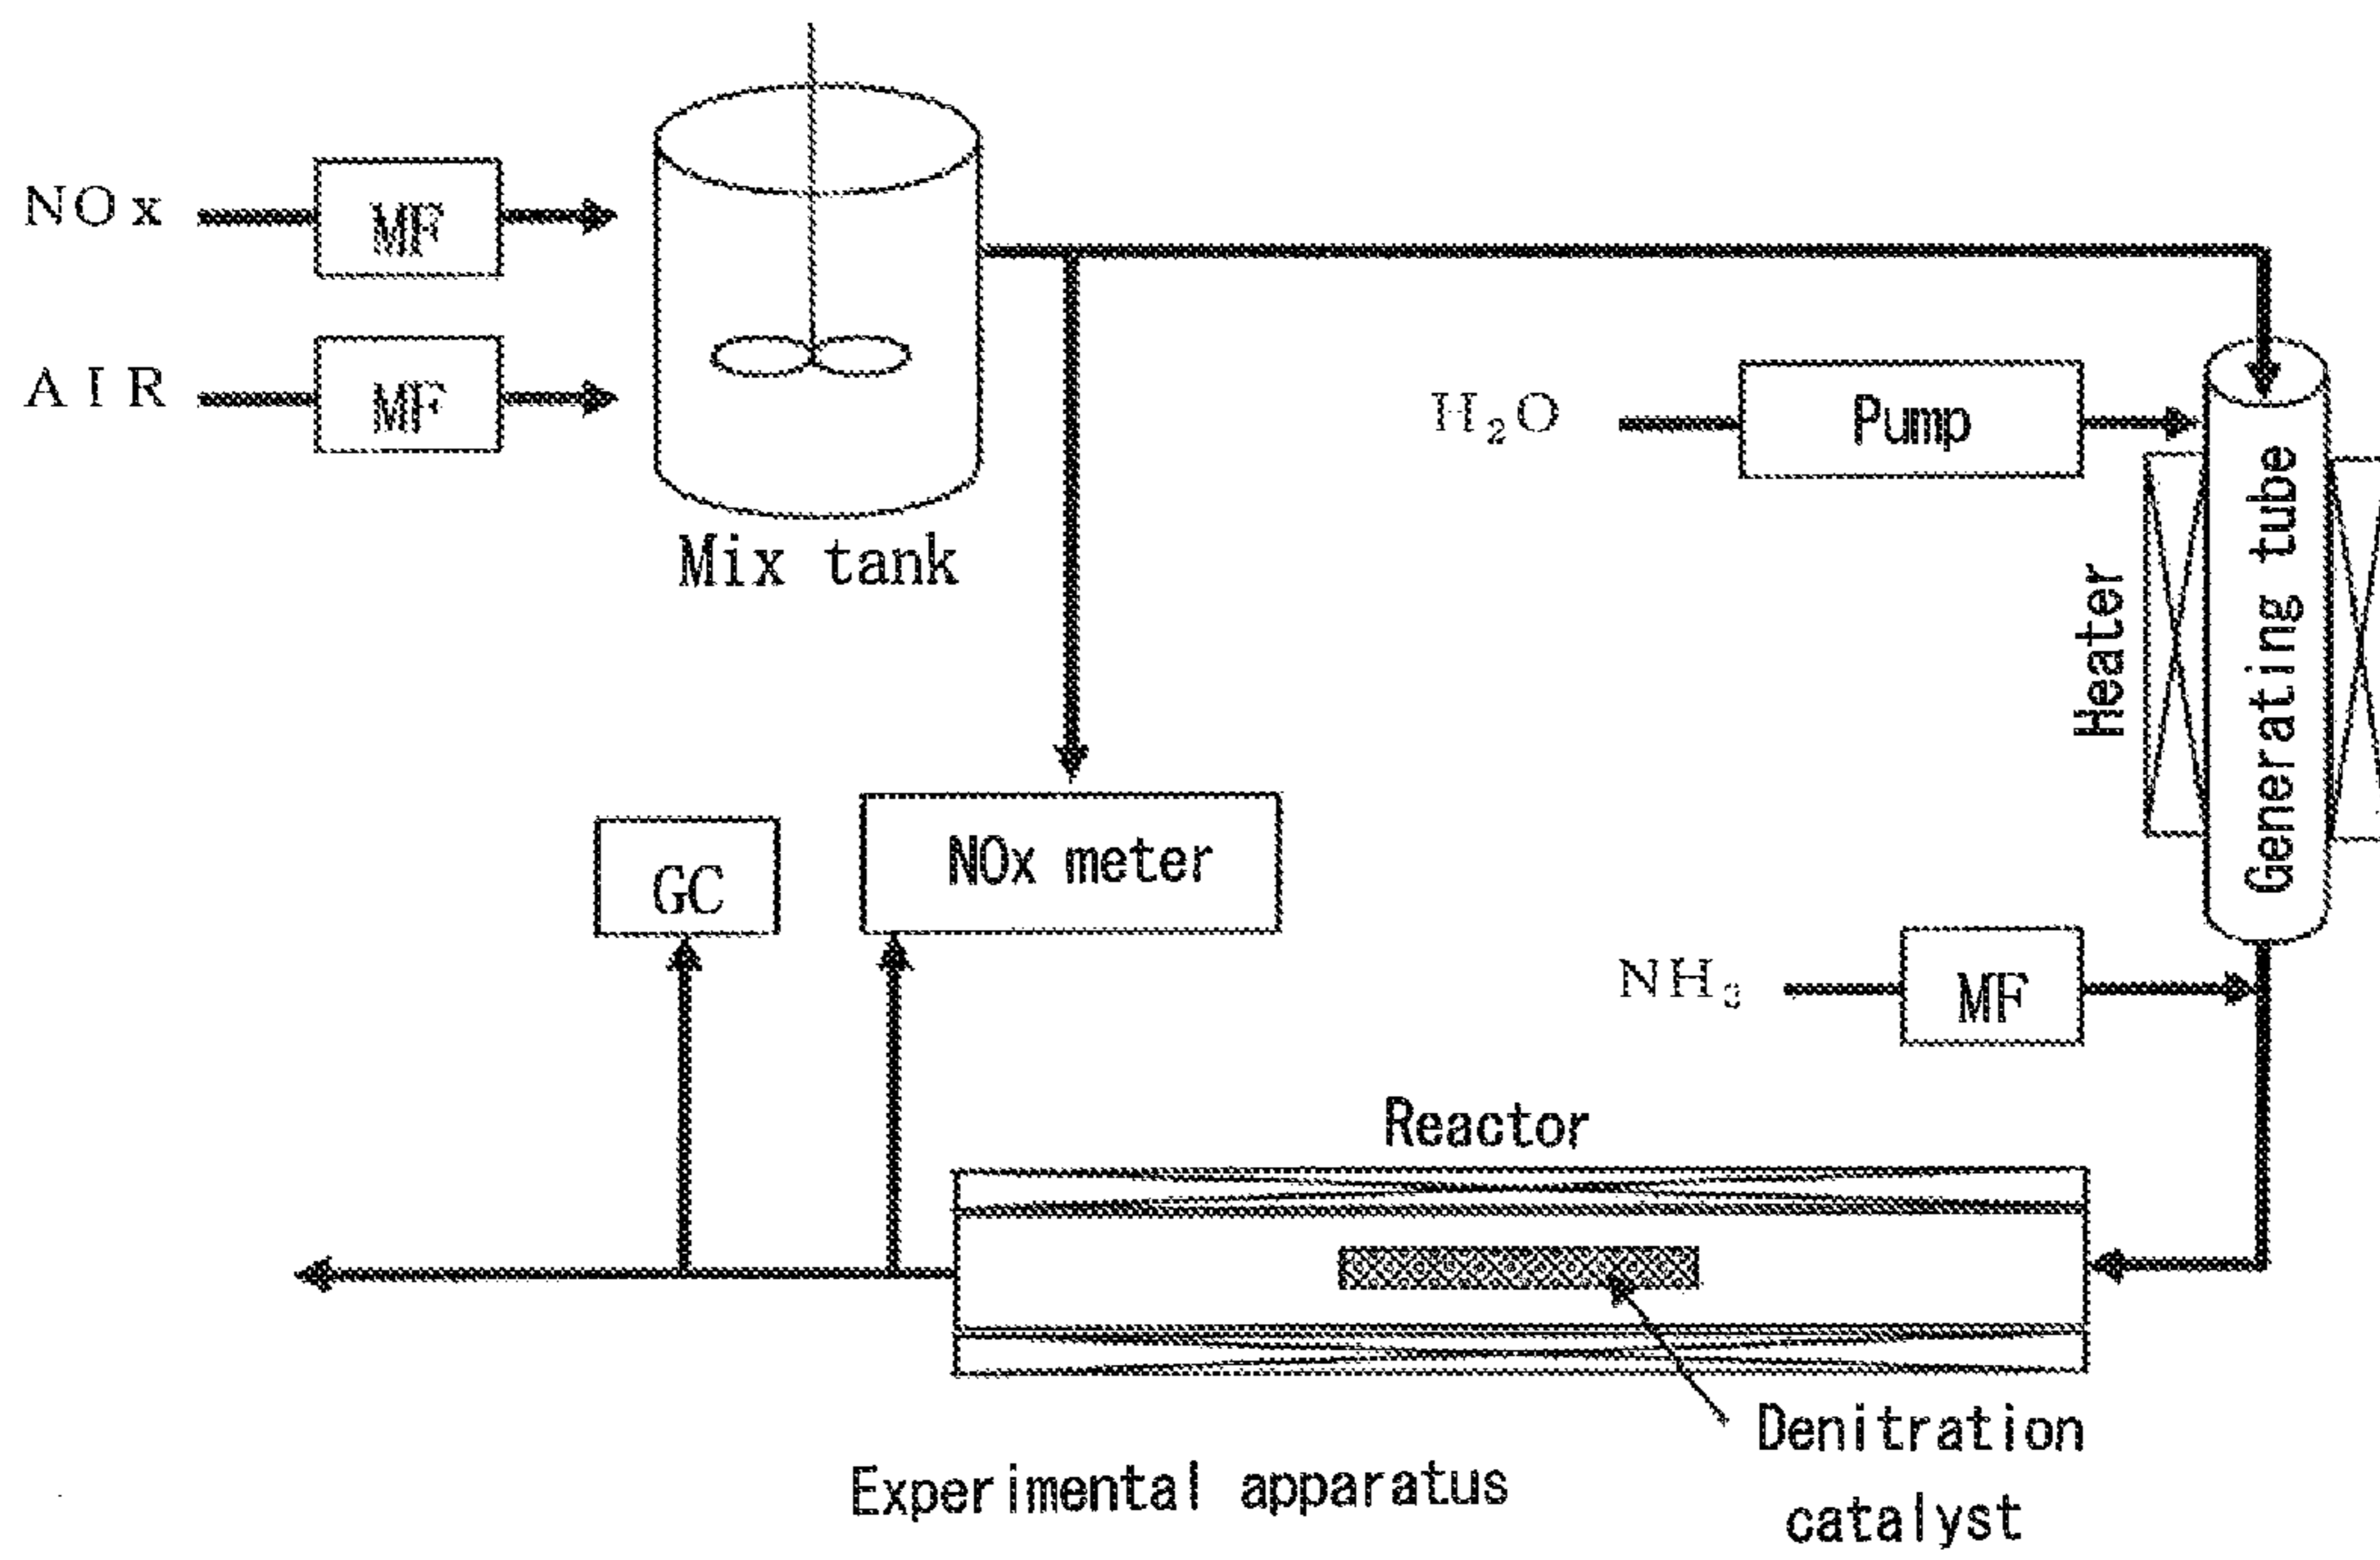 NOx
MF
AIR
MF
Mix tank
H₂O
Pump
Heater
Generating tube
GC
NOx meter
NH₃
MF
Reactor
Denitration
catalyst
Experimental apparatus